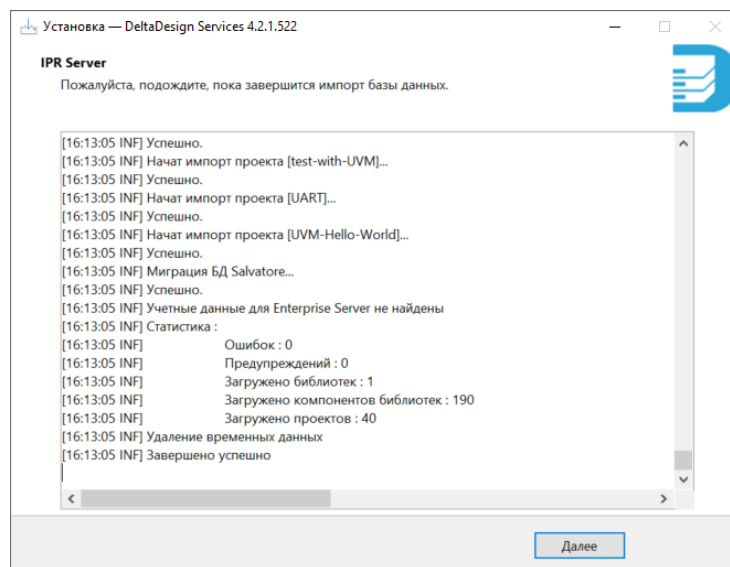 Установка — DeltaDesign Services 4.2.1.522
IPR Server
Пожалуйста, подождите, пока завершится импорт базы данных.
[16:13:05 INF] Успешно.
[16:13:05 INF] Начат импорт проекта [test-with-UVM]...
[16:13:05 INF] Успешно.
[16:13:05 INF] Начат импорт проекта [UART]...
[16:13:05 INF] Успешно.
[16:13:05 INF] Начат импорт проекта [UVM-Hello-World]...
[16:13:05 INF] Успешно.
[16:13:05 INF] Миграция БД Salvatore...
[16:13:05 INF] Успешно.
[16:13:05 INF] Учетные данные для Enterprise Server не найдены
[16:13:05 INF] Статистика :
[16:13:05 INF] Ошибок : 0
[16:13:05 INF] Предупреждений : 0
[16:13:05 INF] Загружено библиотек : 1
[16:13:05 INF] Загружено компонентов библиотек : 190
[16:13:05 INF] Загружено проектов : 40
[16:13:05 INF] Удаление временных данных
[16:13:05 INF] Завершено успешно
Далее